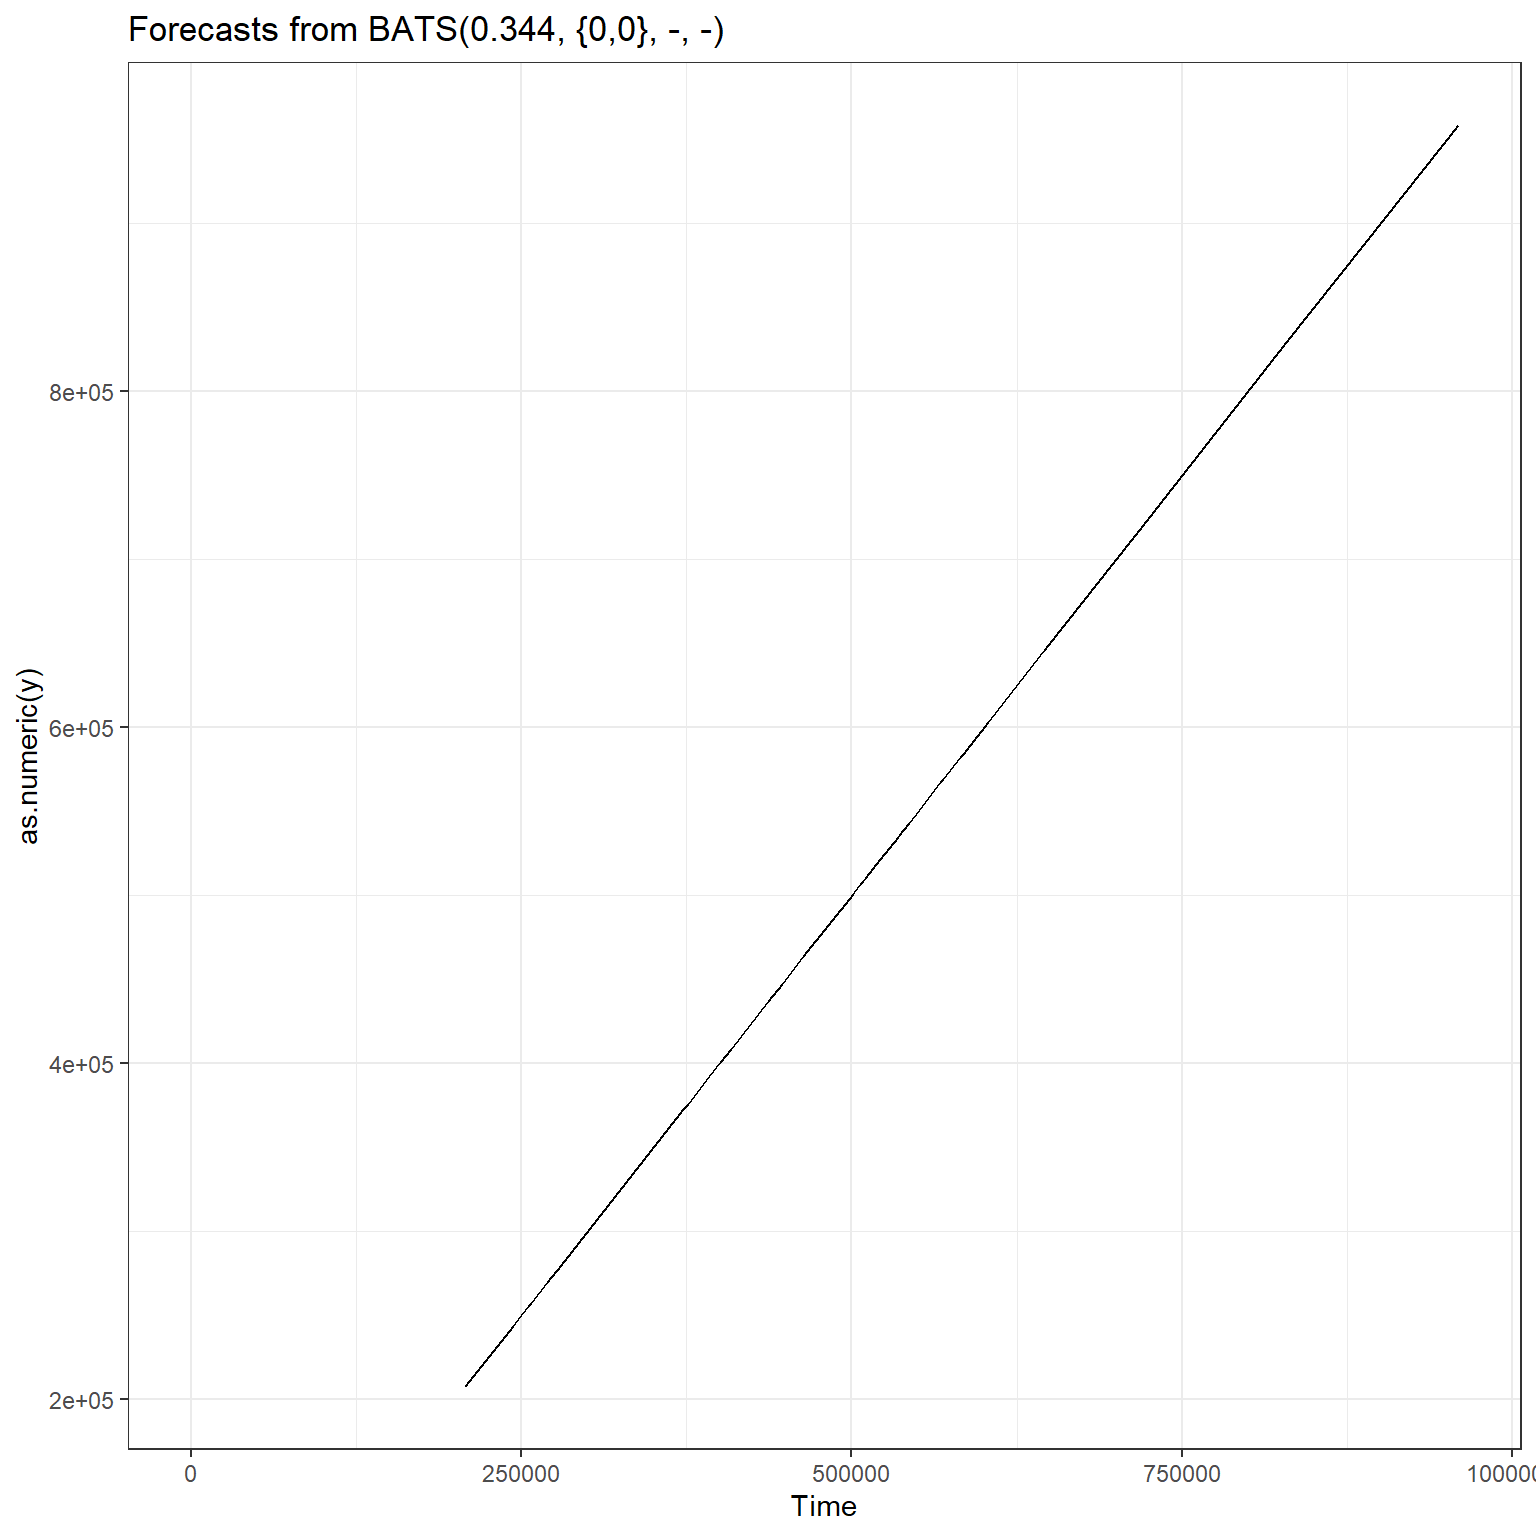 Forecasts from BATS(0.344, {0,0}, -, -)
as.numeric(y)
8e+05
6e+05
4e+05
2e+05
0
250000
500000
750000
100000
Time